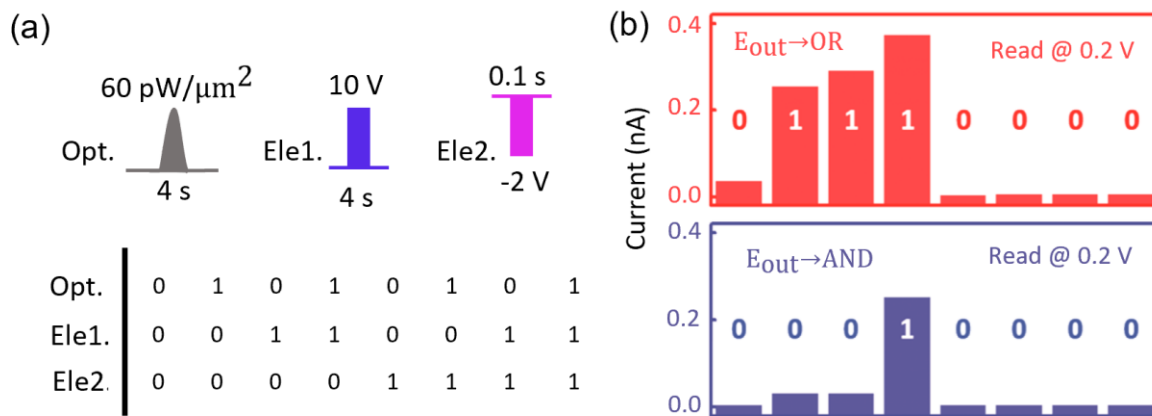 (a)
60 pW/μm²
10 V
0.1 s
Opt.
Ele1.
Ele2.
4 s
4 s
-2 V
Opt. 0 1 0 1 0 1 0 1
Ele1. 0 0 1 1 0 0 1 1
Ele2. 0 0 0 0 1 1 1 1
(b)
Current (nA)
0.4
E_out→OR
Read @ 0.2 V
0.2
0 1 1 1 0 0 0 0
0.0
0.4
E_out→AND
Read @ 0.2 V
0.2
0 0 0 1 0 0 0 0
0.0